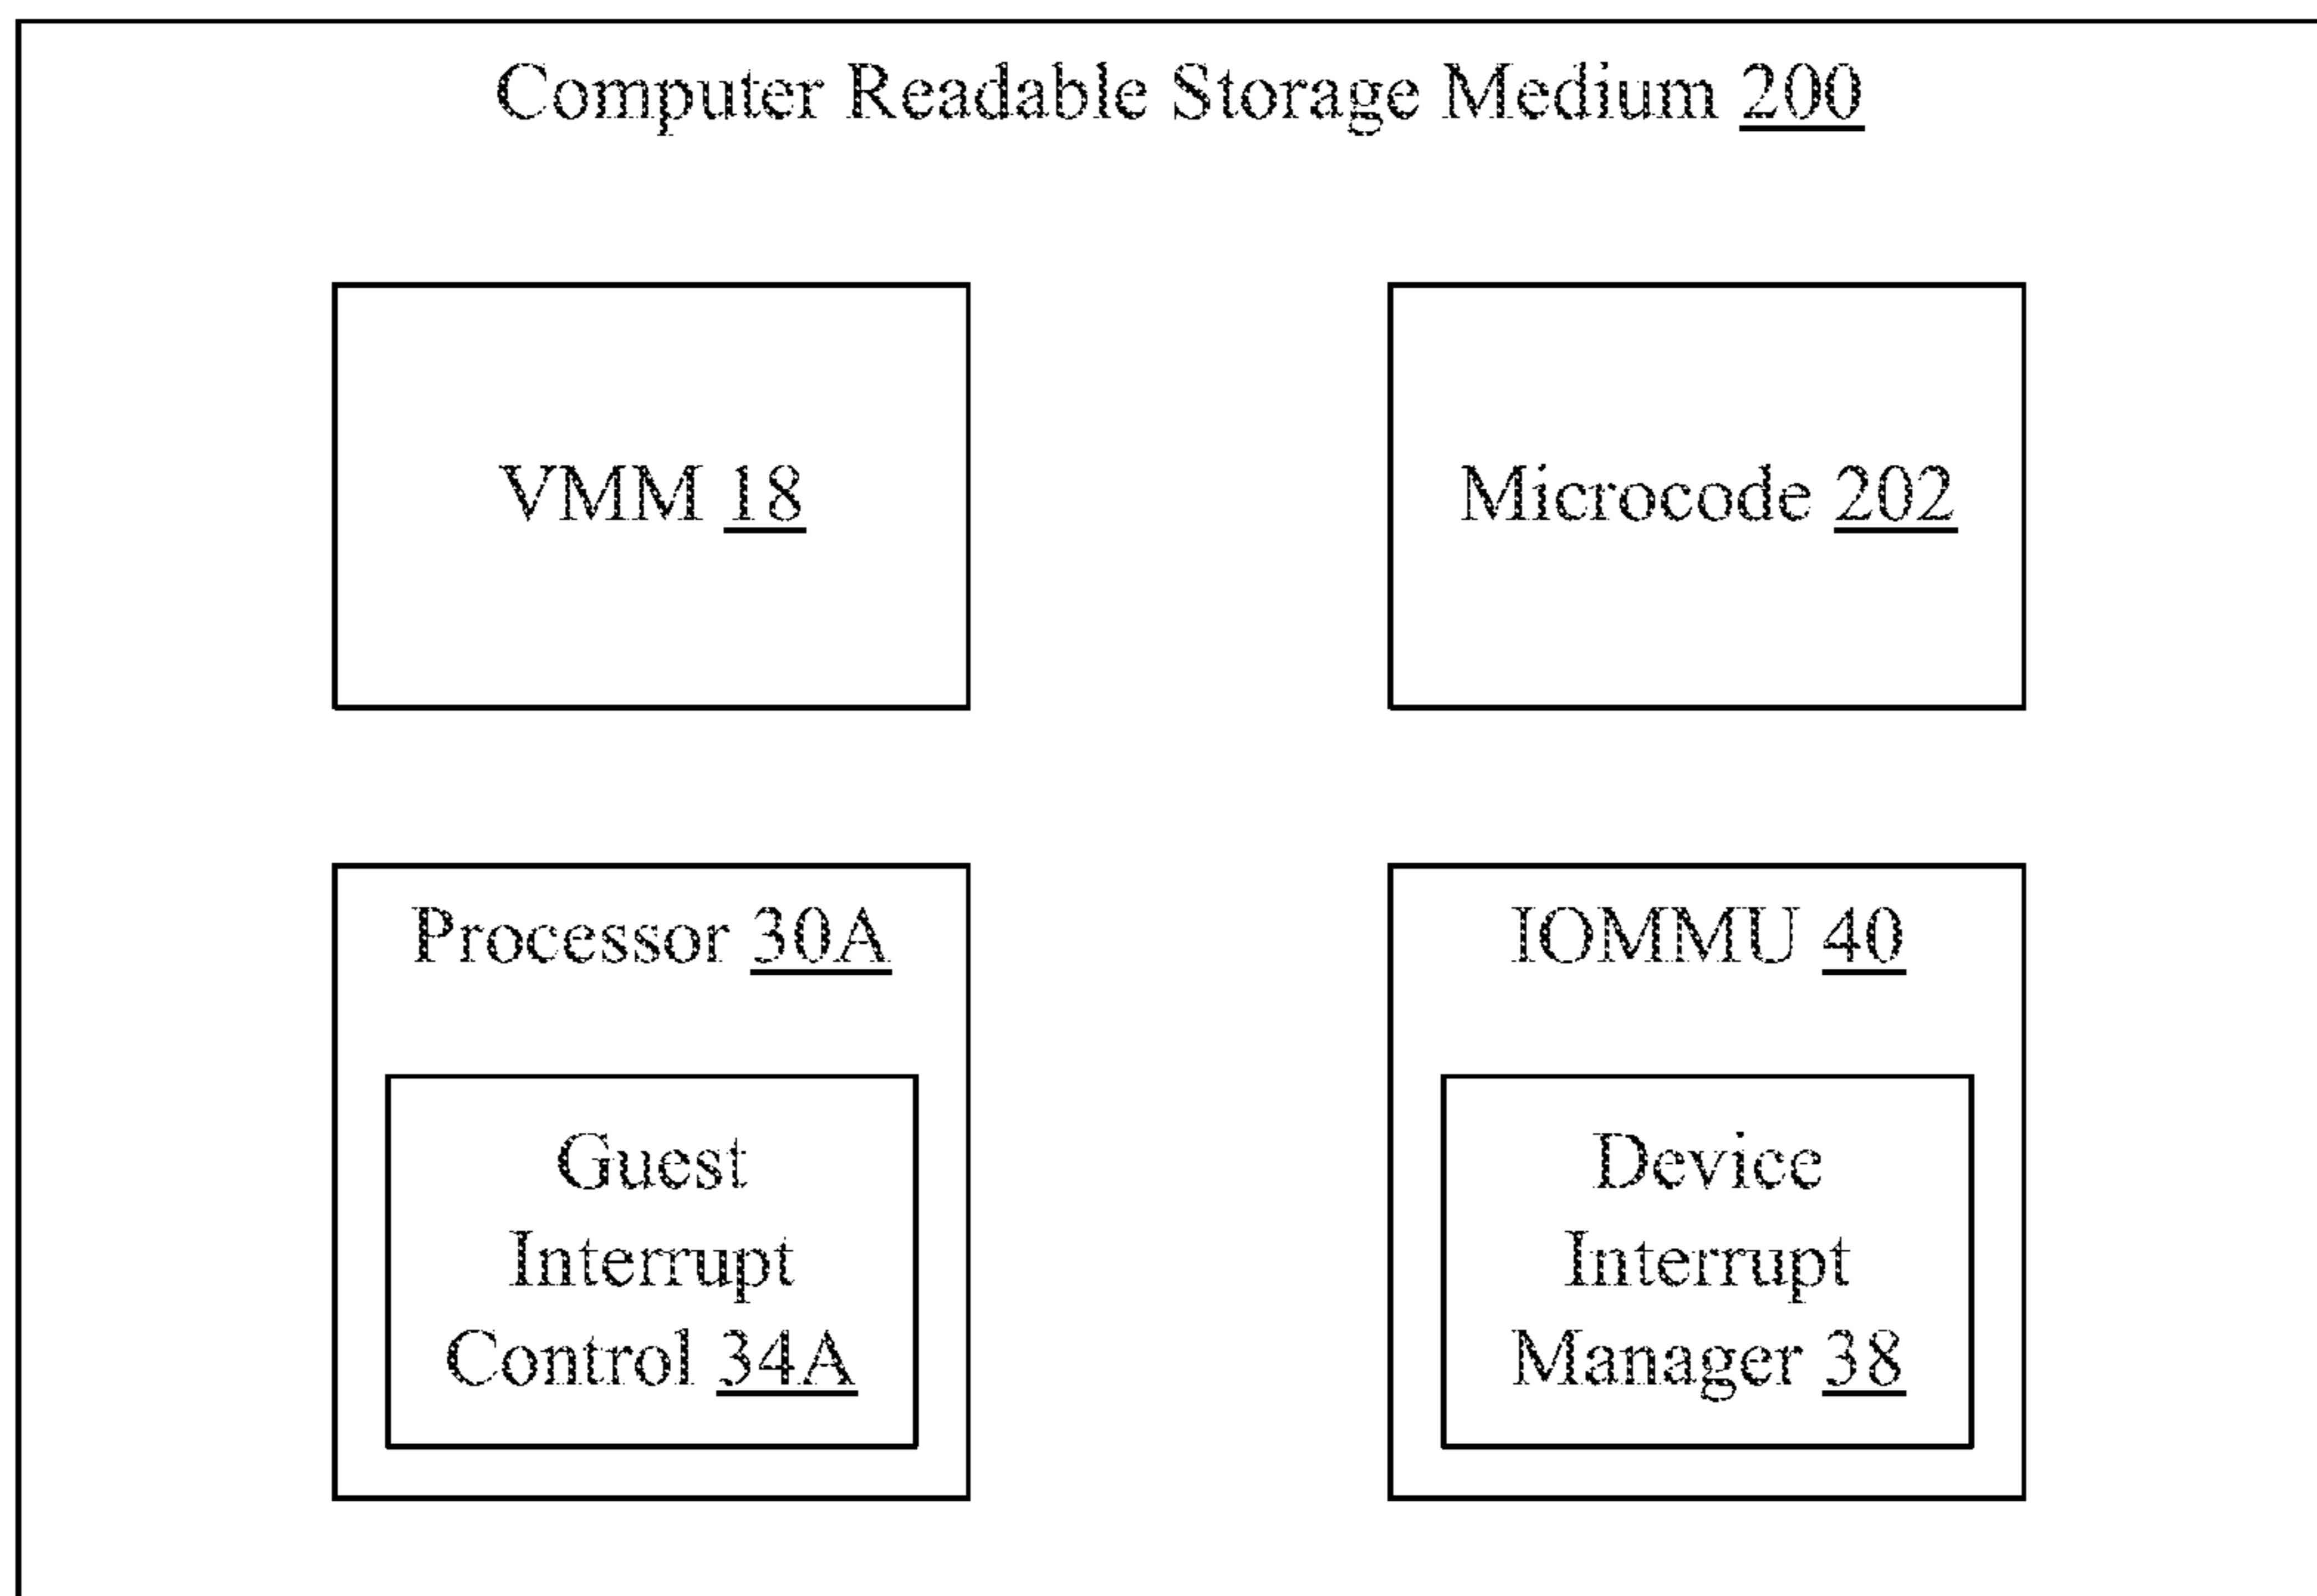 Computer Readable Storage Medium 200
VMM 18
Microcode 202
Processor 30A
Guest
Interrupt
Control 34A
IOMMU 40
Device
Interrupt
Manager 38